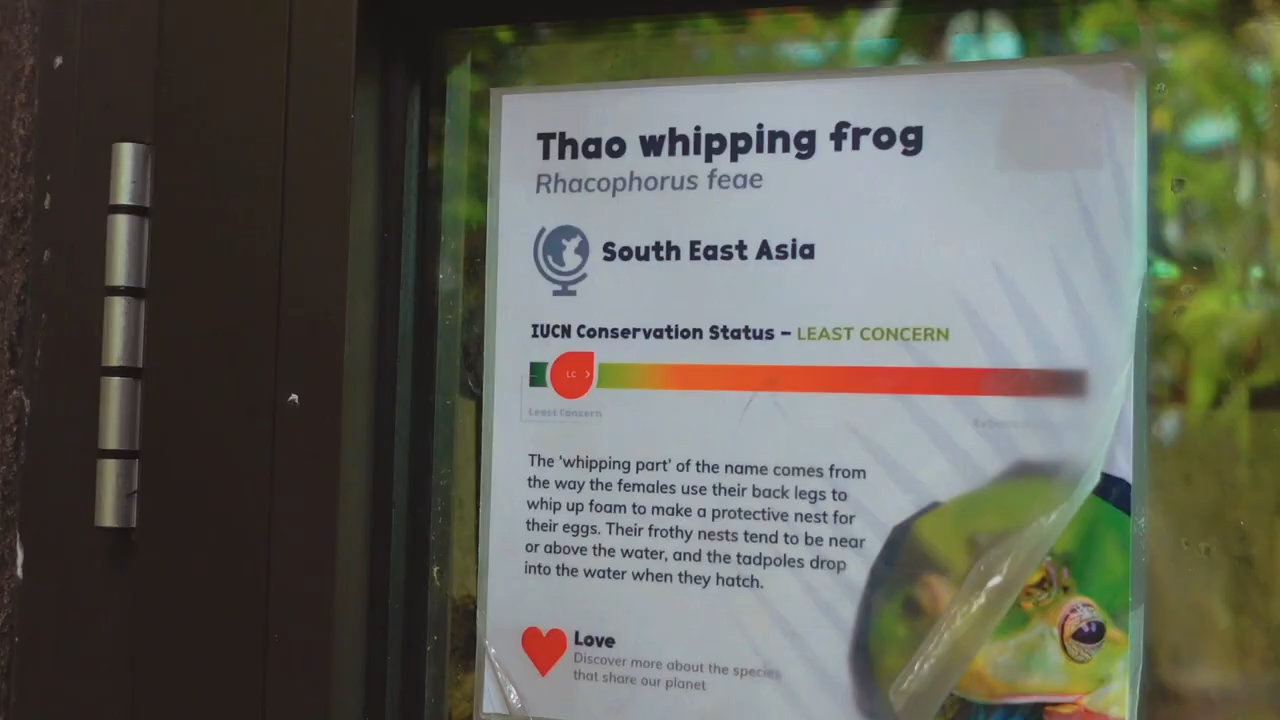 Thao whipping frog
Rhacophorus feae
South East Asia
IUCN Conservation Status – LEAST CONCERN
LC
Least Concern
The ‘whipping part’ of the name comes from
the way the females use their back legs to
whip up foam to make a protective nest for
their eggs. Their frothy nests tend to be near
or above the water, and the tadpoles drop
into the water when they hatch.
Love
Discover more about the species
that share our planet